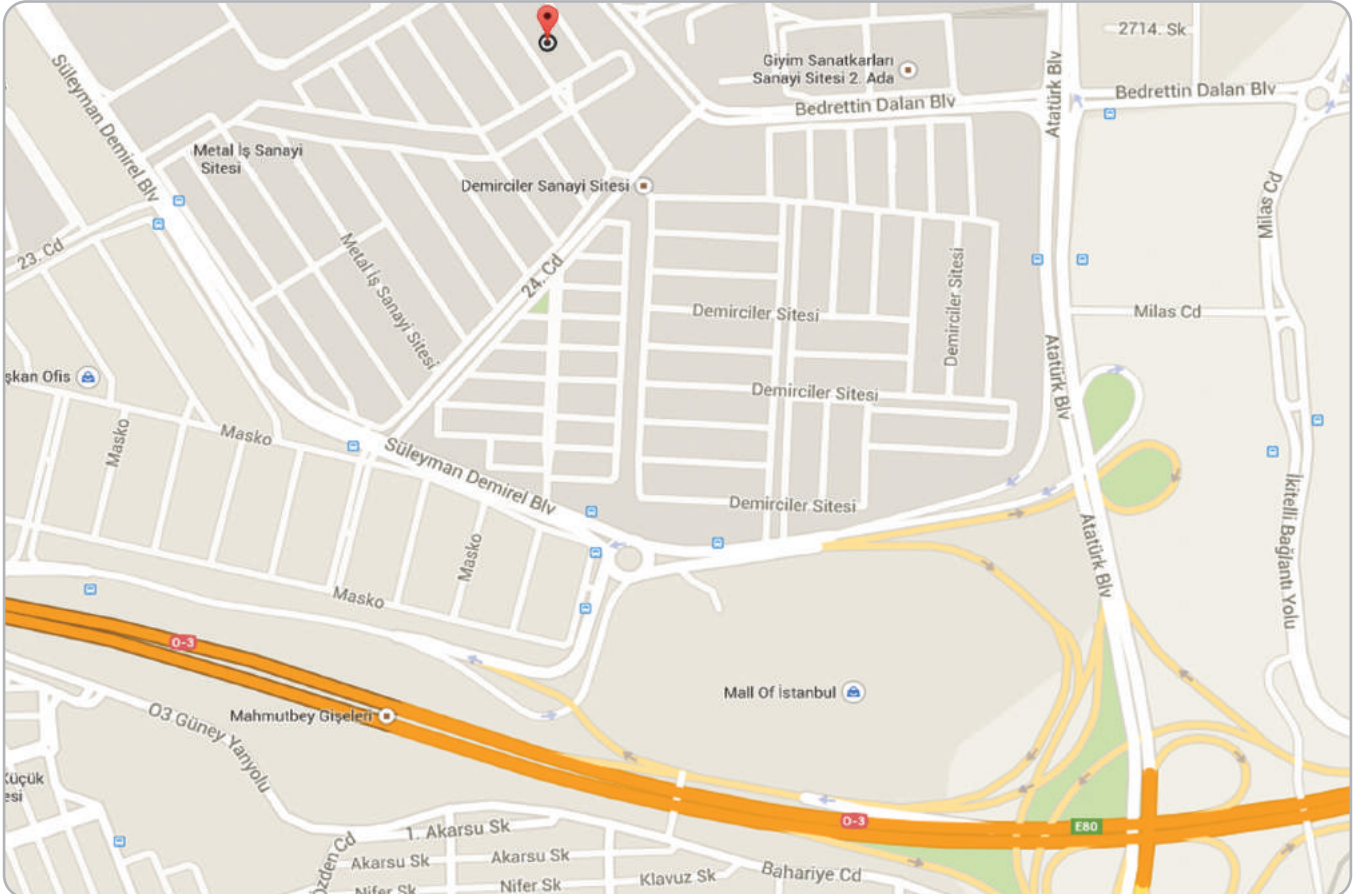 2714. Sk
Giyim Sanatkarları
Sanayi Sitesi 2. Ada
Bedrettin Dalan Blv
Bedrettin Dalan Blv
Atatürk Blv
Süleyman Demirel Blv
Metal İş Sanayi
Sitesi
Demirciler Sanayi Sitesi
Milas Cd
23. Cd
Metal İş Sanayi Sitesi
24. Cd
Demirciler Sitesi
Demirciler Sitesi
Milas Cd
Atatürk Blv
şkan Ofis
Demirciler Sitesi
Masko
Masko
Süleyman Demirel Blv
Demirciler Sitesi
Masko
Atatürk Blv
İkitelli Bağlantı Yolu
Masko
O-3
Mall Of İstanbul
Mahmutbey Gişeleri
O3 Güney Yanyolu
Küçük
esi
O-3
E80
1. Akarsu Sk
Akarsu Sk
Akarsu Sk
özden Cd
Bahariye Cd
Klavuz Sk
Nifer Sk
Nifer Sk